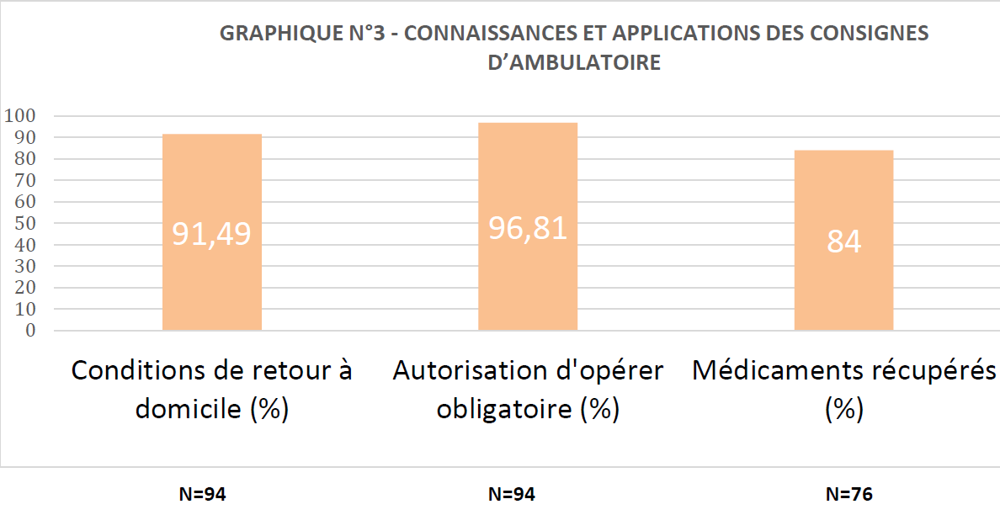 GRAPHIQUE N°3 - CONNAISSANCES ET APPLICATIONS DES CONSIGNES
D’AMBULATOIRE
100
90
80
70
60
50
40
30
20
10
0
91,49
96,81
84
Conditions de retour à
domicile (%)
Autorisation d'opérer
obligatoire (%)
Médicaments récupérés
(%)
N=94
N=94
N=76